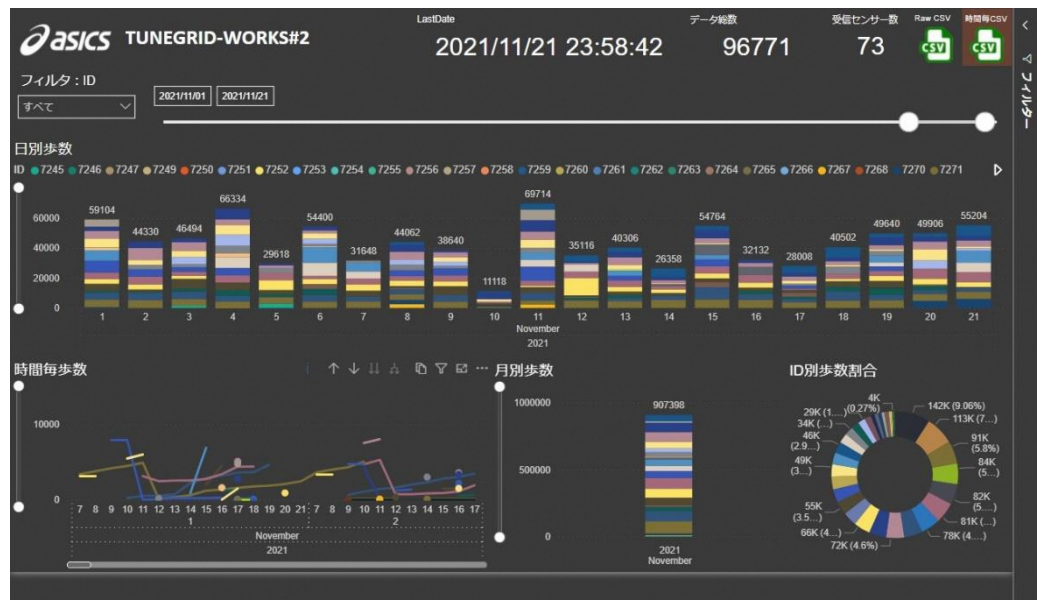 asics TUNEGRID-WORKS#2
LastDate
2021/11/21 23:58:42
データ総数
96771
受信センサー数
73
Raw CSV
CSV
時間毎CSV
CSV
フィルター
フィルタ : ID
すべて
2021/11/01 2021/11/21
日別歩数
ID 7245 7246 7247 7249 7250 7251 7252 7253 7254 7255 7256 7257 7258 7259 7260 7261 7262 7263 7264 7265 7266 7267 7268 7270 7271
60000
40000
20000
0
59104 44330 46494 66334 29618 54400 31648 44062 38640 11118 69714 35116 40306 26358 54764 32132 28008 40502 49640 49906 55204
1 2 3 4 5 6 7 8 9 10 11 12 13 14 15 16 17 18 19 20 21
November
2021
時間毎歩数
10000
0
7 8 9 10 11 12 13 14 15 16 17 18 19 20 21 7 8 9 10 11 12 13 14 15 16 17
1 2
November
2021
月別歩数
1000000
500000
0
907398
2021
November
ID別歩数割合
142K (9.06%)
113K (7...)
91K
(5.8%)
84K
(5...)
82K
(5....)
81K (...)
78K (4....)
72K (4.6%)
66K (4...)
55K
(3.5...)
49K
(3...)
46K
(2.9...)
34K (...)
29K (1....)
4K
(0.27%)